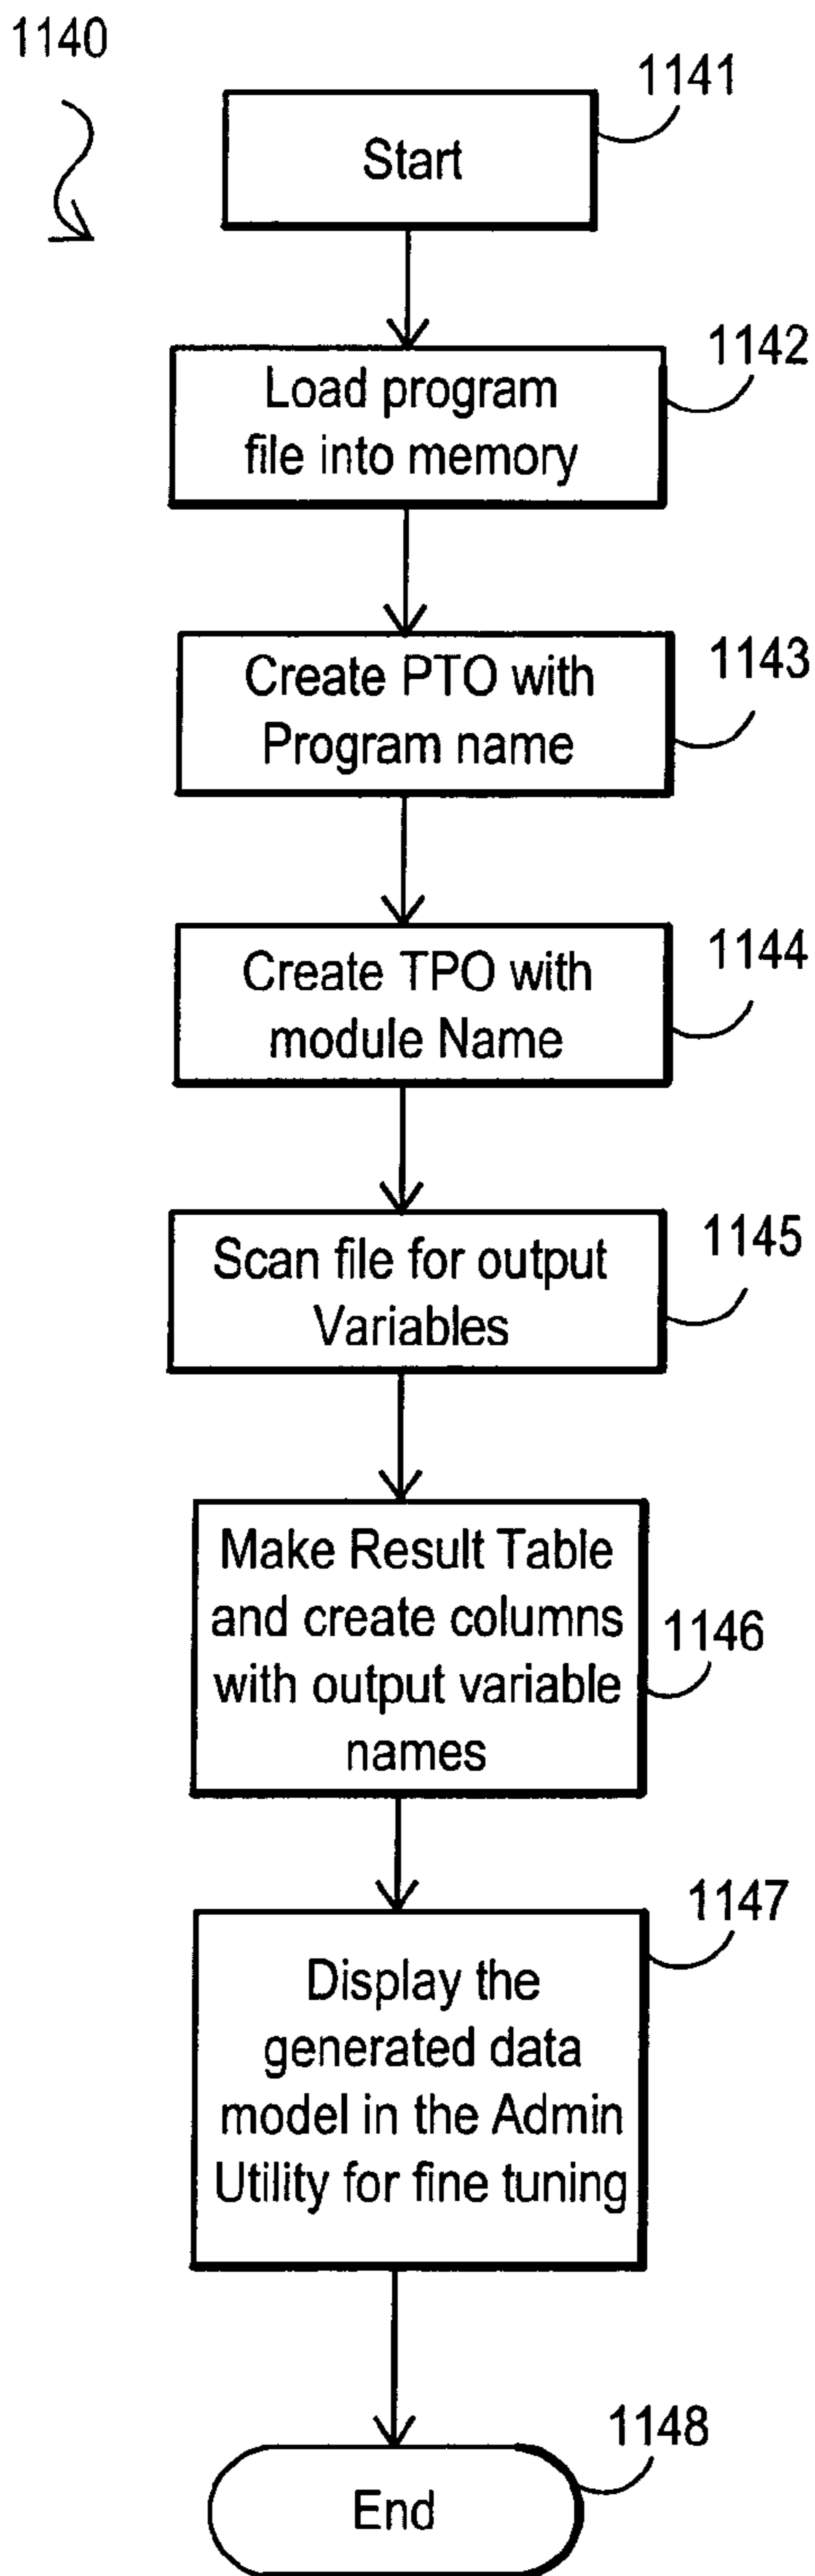 1140
1141
Start
1142
Load program
file into memory
1143
Create PTO with
Program name
1144
Create TPO with
module Name
1145
Scan file for output
Variables
Make Result Table
and create columns
with output variable
names
1146
1147
Display the
generated data
model in the Admin
Utility for fine tuning
1148
End